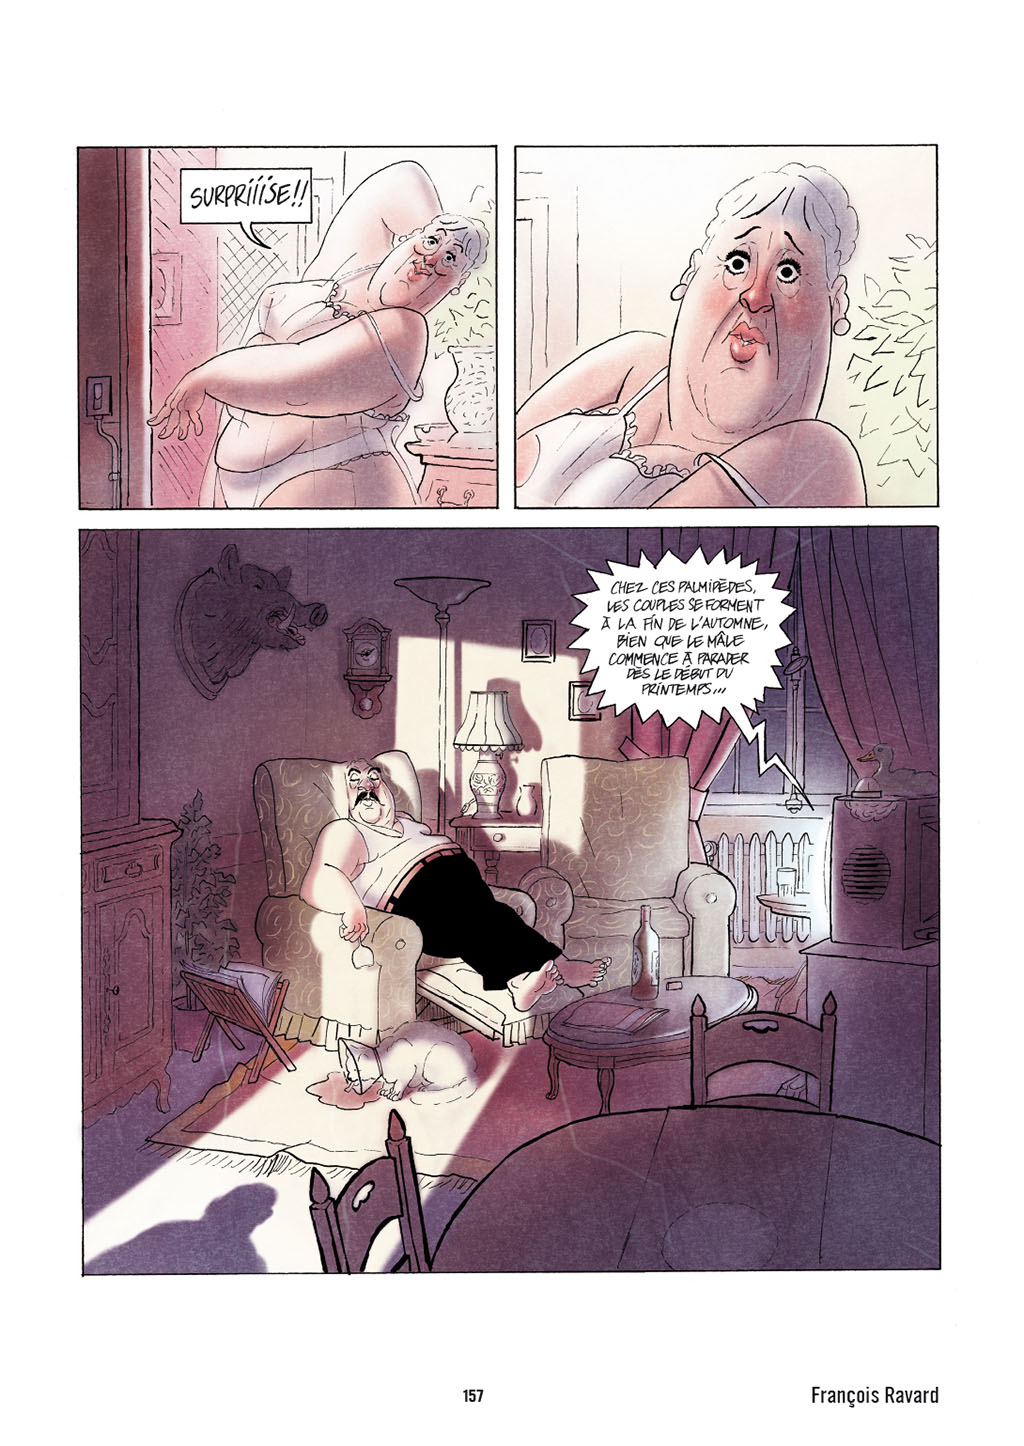 SURPRIIISE!!
CHEZ CES PALMIPÈDES,
LES COUPLES SE FORMENT
À LA FIN DE L'AUTOMNE,
BIEN QUE LE MÂLE
COMMENCE À PARADER
DÈS LE DÉBUT DU
PRINTEMPS...
157
François Ravard